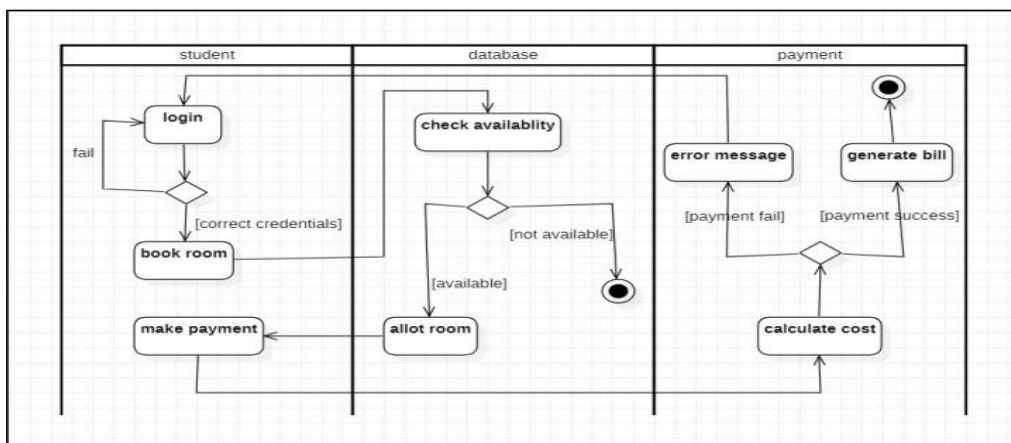 student
database
payment
login
check availablity
fail
error message
generate bill
[correct credentials]
[not available]
[payment fail]
[payment success]
book room
[available]
make payment
allot room
calculate cost